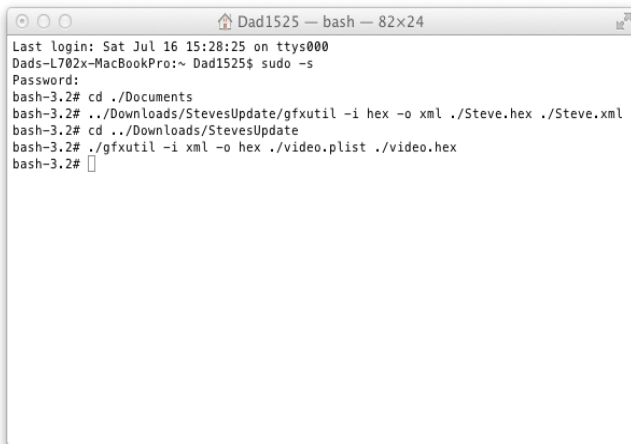 Dad1525 — bash — 82×24
Last login: Sat Jul 16 15:28:25 on ttys000
Dads-L702x-MacBookPro:~ Dad1525$ sudo -s
Password:
bash-3.2# cd ./Documents
bash-3.2# ../Downloads/StevesUpdate/gfxutil -i hex -o xml ./Steve.hex ./Steve.xml
bash-3.2# cd ../Downloads/StevesUpdate
bash-3.2# ./gfxutil -i xml -o hex ./video.plist ./video.hex
bash-3.2#